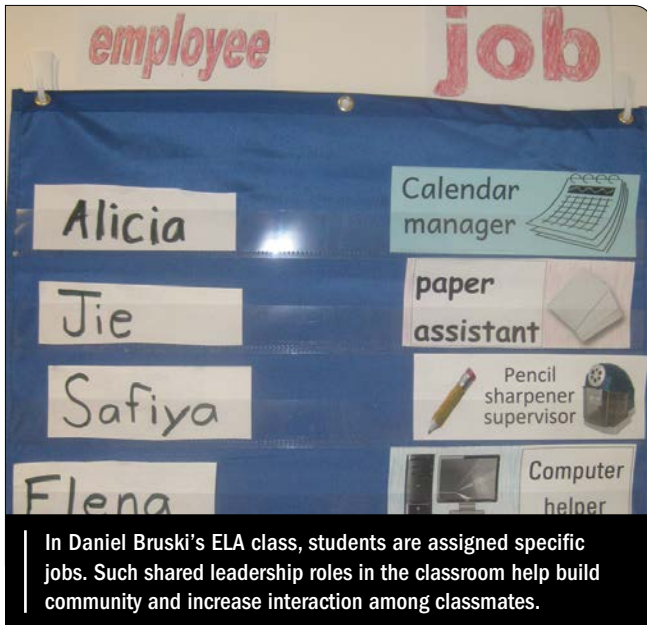 employee job
Alicia
Calendar
manager
Jie
paper
assistant
Safiya
Pencil
sharpener
supervisor
Elena
Computer
helper
In Daniel Bruski's ELA class, students are assigned specific
jobs. Such shared leadership roles in the classroom help build
community and increase interaction among classmates.